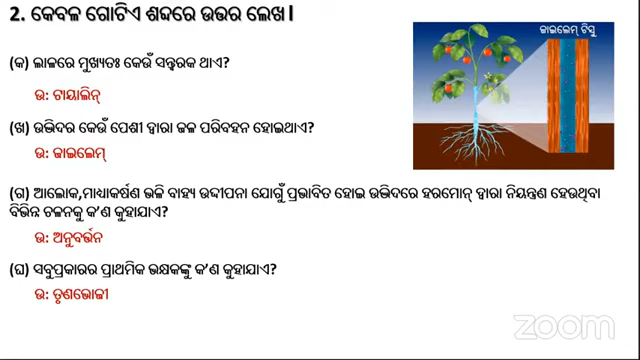 2. କେବଳ ଗୋଟିଏ ଶବ୍ଦରେ ଉତ୍ତର ଲେଖ।
ଜାଇଲେମ୍ ଟିସୁ
(କ) ଲାଳରେ ମୁଖ୍ୟତଃ କେଉଁ ସନ୍ତ୍ୱରକ ଥାଏ?
ଉ: ଟାୟାଲିନ୍
(ଖ) ଉଦ୍ଭିଦର କେଉଁ ପେଶୀ ଦ୍ୱାରା ଜଳ ପରିବହନ ହୋଇଥାଏ?
ଉ: ଜାଇଲେମ୍
(ଗ) ଆଲୋକ,ମାଧ୍ୟାକର୍ଷଣ ଭଳି ବାହ୍ୟ ଉଦ୍ଦୀପନା ଯୋଗୁଁ ପ୍ରଭାବିତ ହୋଇ ଉଦ୍ଭିଦରେ ହରମୋନ୍ ଦ୍ୱାରା ନିୟନ୍ତ୍ରଣ ହେଉଥିବା
ବିଭିନ୍ନ ଚଳନକୁ କ'ଣ କୁହାଯାଏ?
ଉ: ଅନୁବର୍ତ୍ତନ
(ଘ) ସବୁପ୍ରକାରର ପ୍ରାଥମିକ ଭକ୍ଷକଙ୍କୁ କ'ଣ କୁହାଯାଏ?
ଉ: ତୃଣଭୋଜୀ
zoom